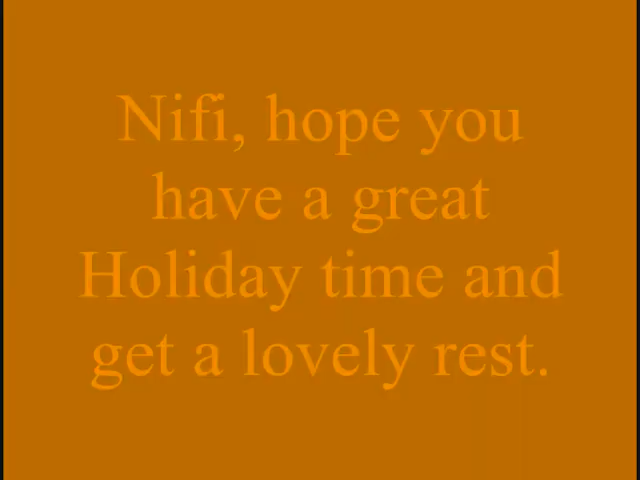 Nifi, hope you
have a great
Holiday time and
get a lovely rest.